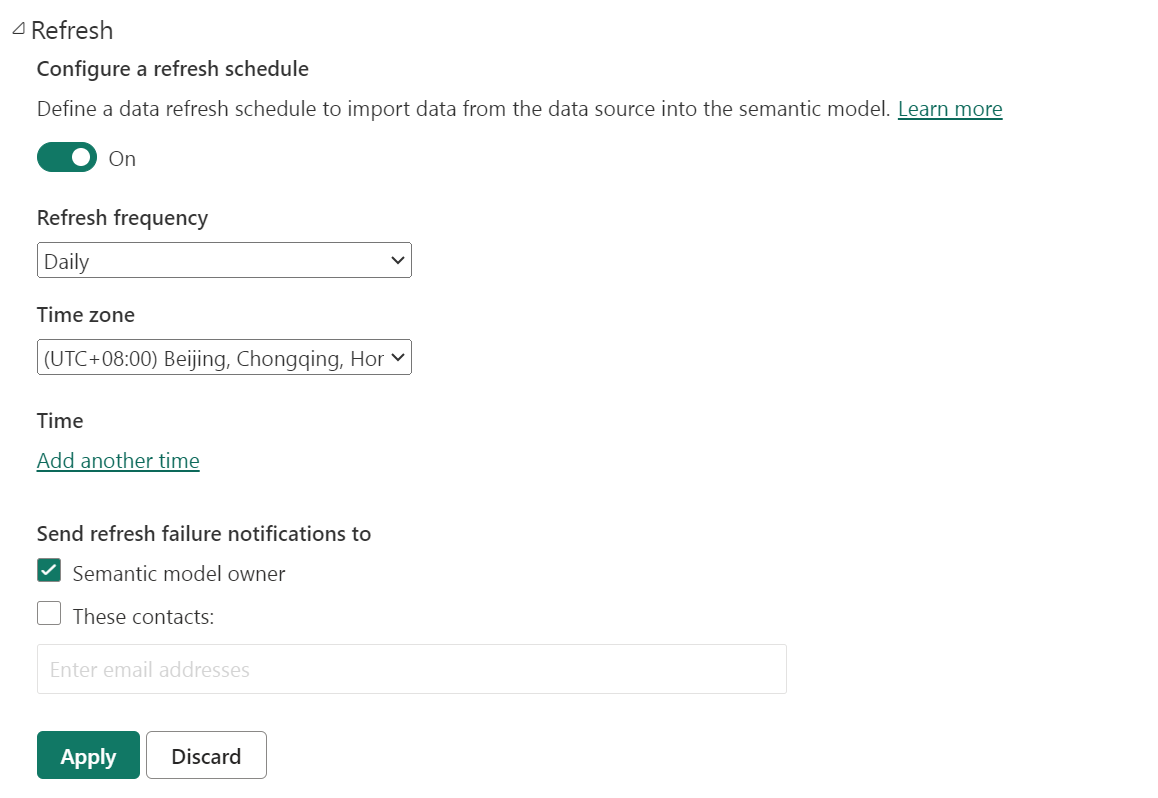 Refresh
Configure a refresh schedule
Define a data refresh schedule to import data from the data source into the semantic model. Learn more
On
Refresh frequency
Daily
Time zone
(UTC+08:00) Beijing, Chongqing, Hor
Time
Add another time
Send refresh failure notifications to
Semantic model owner
These contacts:
Enter email addresses
Apply Discard